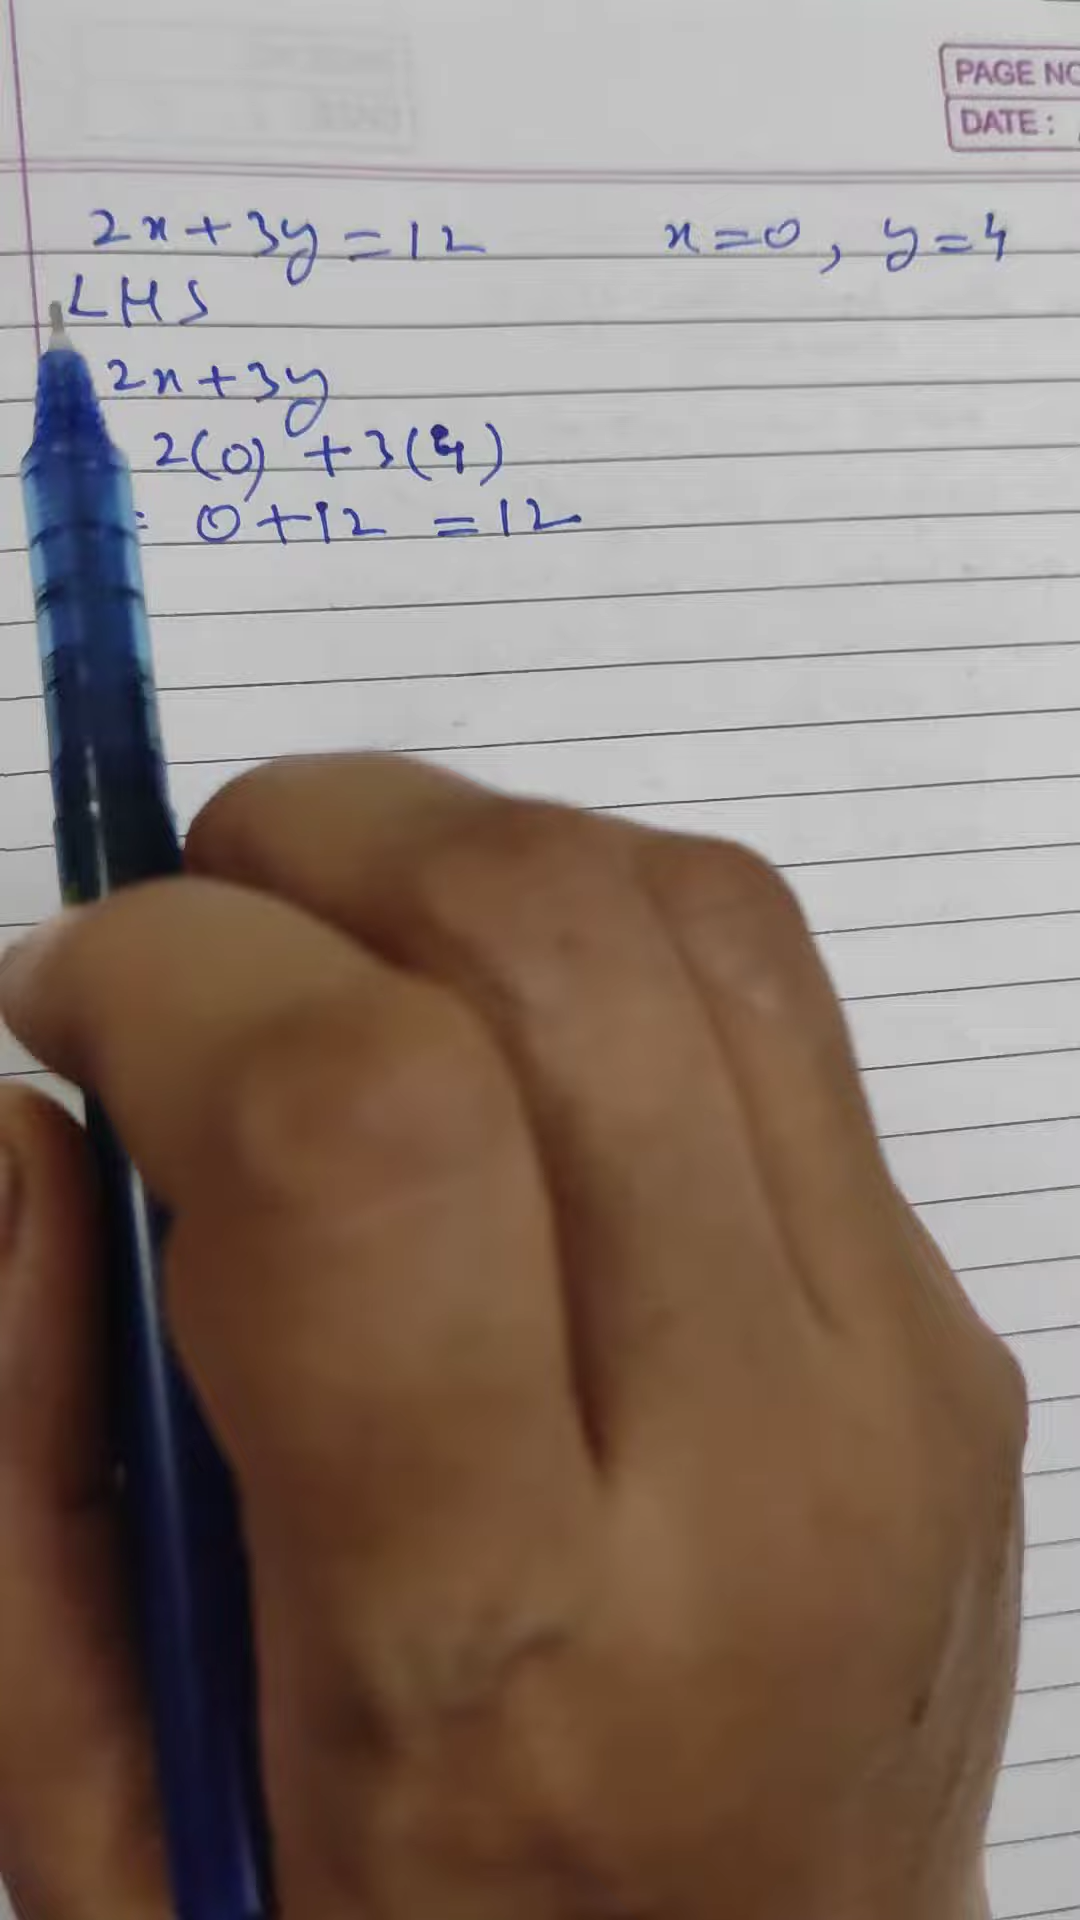 PAGE NO
DATE :
2x+3y=12 x=0, y=4
LHS
2x+3y
2(0) +3(4)
= 0+12 =12